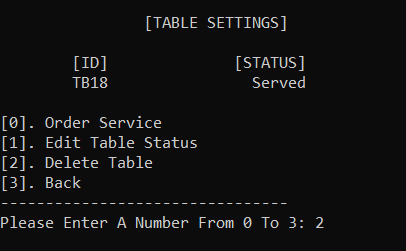 [TABLE SETTINGS]
[ID] [STATUS]
TB18 Served
[0]. Order Service
[1]. Edit Table Status
[2]. Delete Table
[3]. Back
--------------------------------
Please Enter A Number From 0 To 3: 2